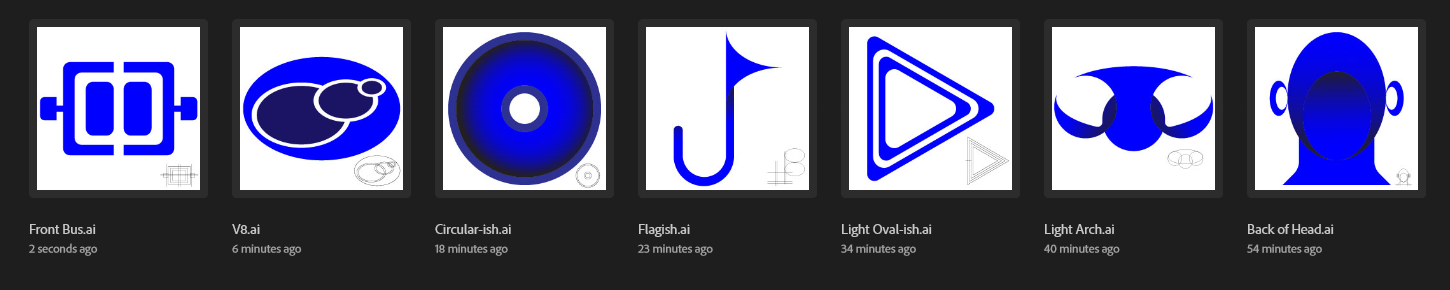 Front Bus.ai
2 seconds ago
V8.ai
6 minutes ago
Circular-ish.ai
18 minutes ago
Flagish.ai
23 minutes ago
Light Oval-ish.ai
34 minutes ago
Light Arch.ai
40 minutes ago
Back of Head.ai
54 minutes ago